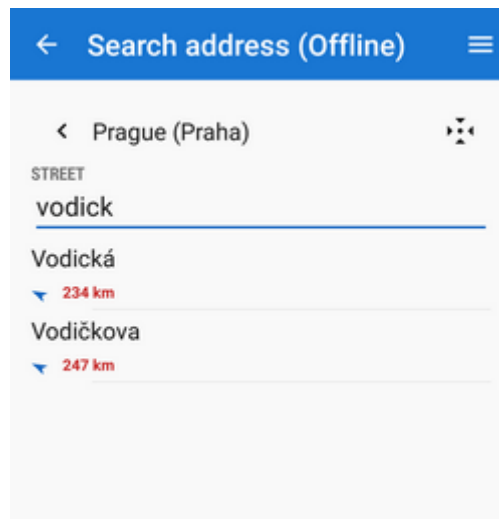 Search address (Offline)
Prague (Praha)
STREET
vodick
Vodická
234 km
Vodičkova
247 km